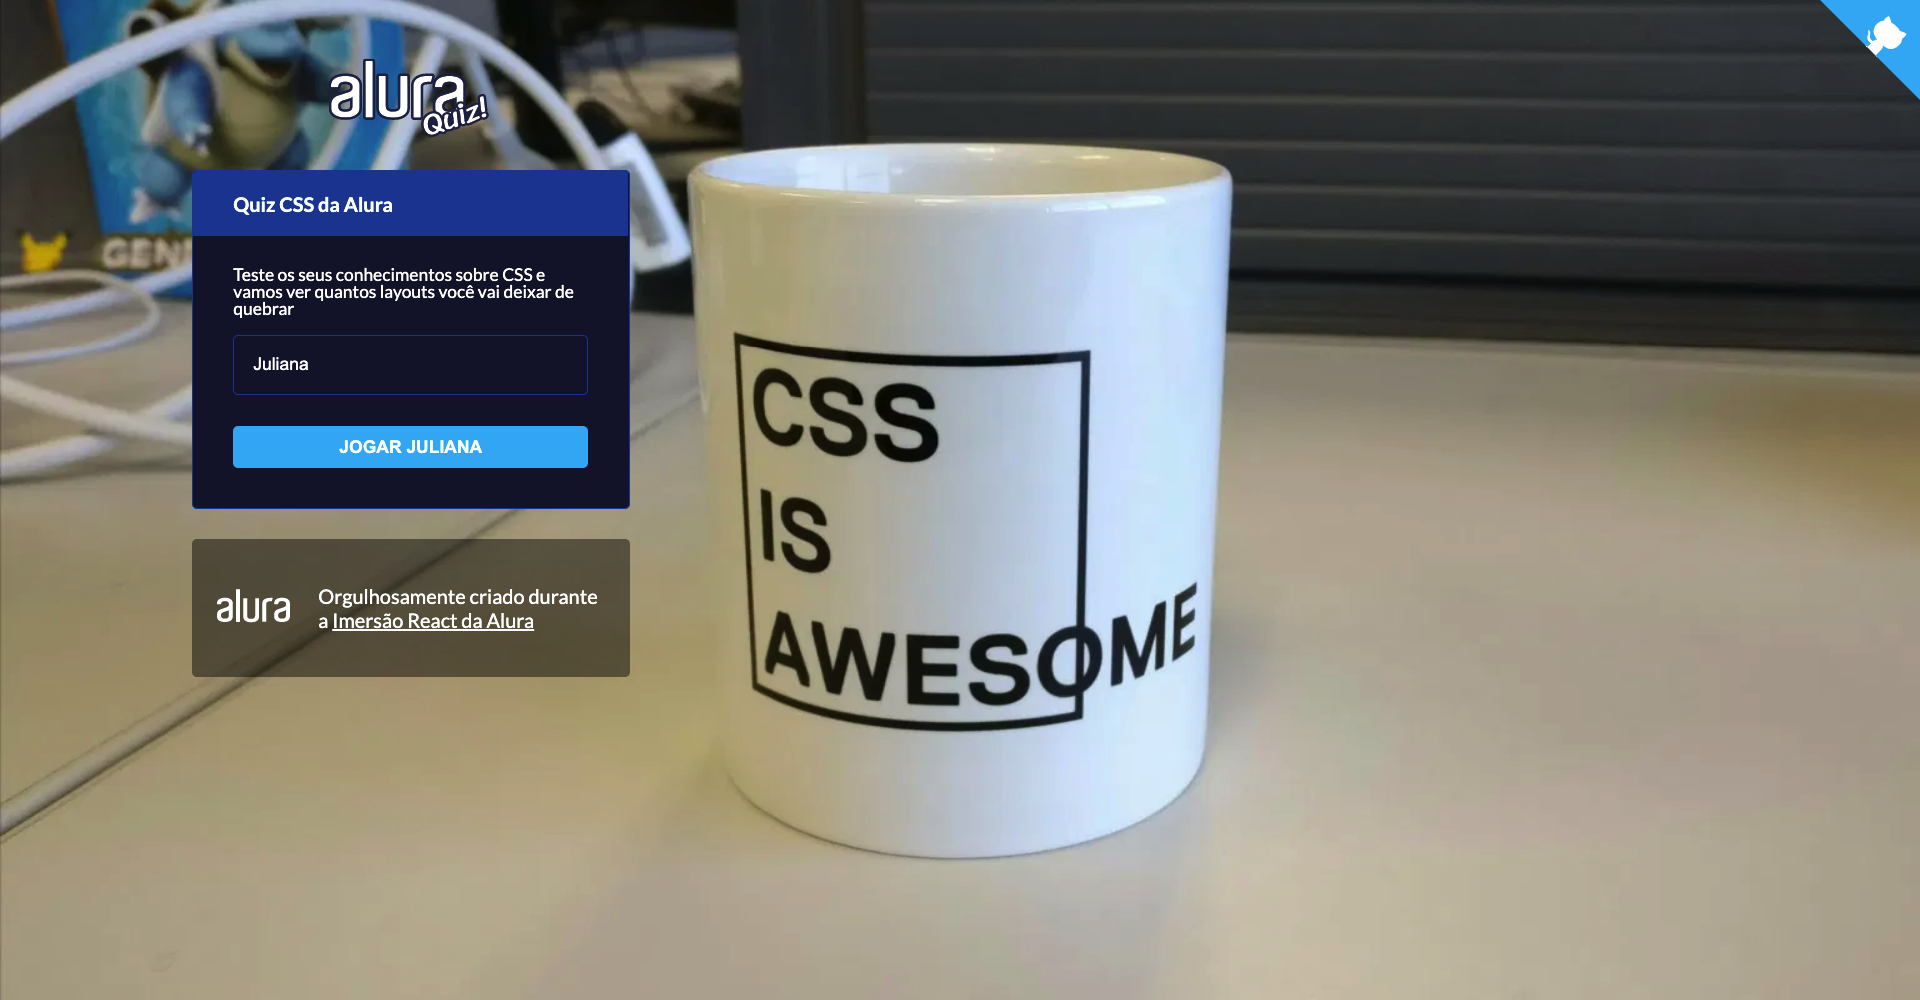 alura
Quiz!
Quiz CSS da Alura
Teste os seus conhecimentos sobre CSS e
vamos ver quantos layouts você vai deixar de
quebrar
Juliana
JOGAR JULIANA
alura
Orgulhosamente criado durante
a Imersão React da Alura
CSS
IS
AWESOME